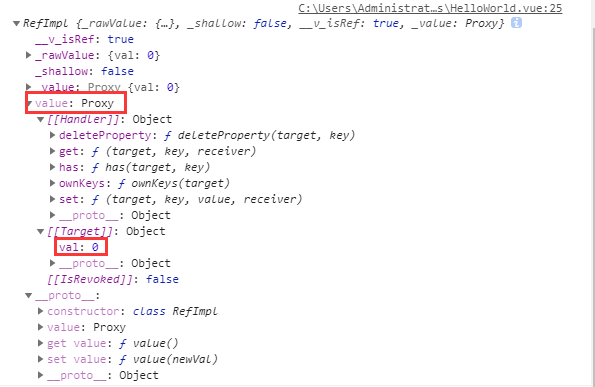 C:\Users\Administrat…s\HelloWorld.vue:25
RefImpl {_rawValue: {…}, _shallow: false, __v_isRef: true, _value: Proxy}
__v_isRef: true
_rawValue: {val: 0}
_shallow: false
_value: Proxy {val: 0}
value: Proxy
[[Handler]]: Object
deleteProperty: ƒ deleteProperty(target, key)
get: ƒ (target, key, receiver)
has: ƒ has(target, key)
ownKeys: ƒ ownKeys(target)
set: ƒ (target, key, value, receiver)
__proto__: Object
[[Target]]: Object
val: 0
__proto__: Object
[[IsRevoked]]: false
__proto__:
constructor: class RefImpl
value: Proxy
get value: ƒ value()
set value: ƒ value(newVal)
__proto__: Object